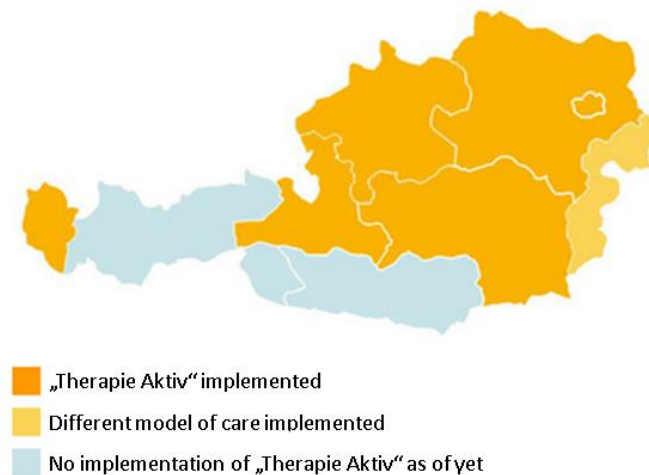 „Therapie Aktiv“ implemented
Different model of care implemented
No implementation of „Therapie Aktiv“ as of yet